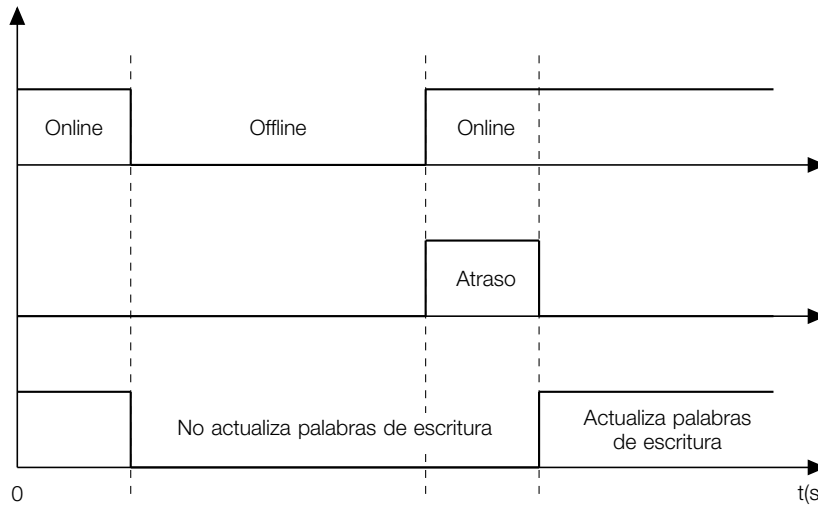 Online
Offline
Online
Atraso
No actualiza palabras de escritura
Actualiza palabras
de escritura
0
t(s